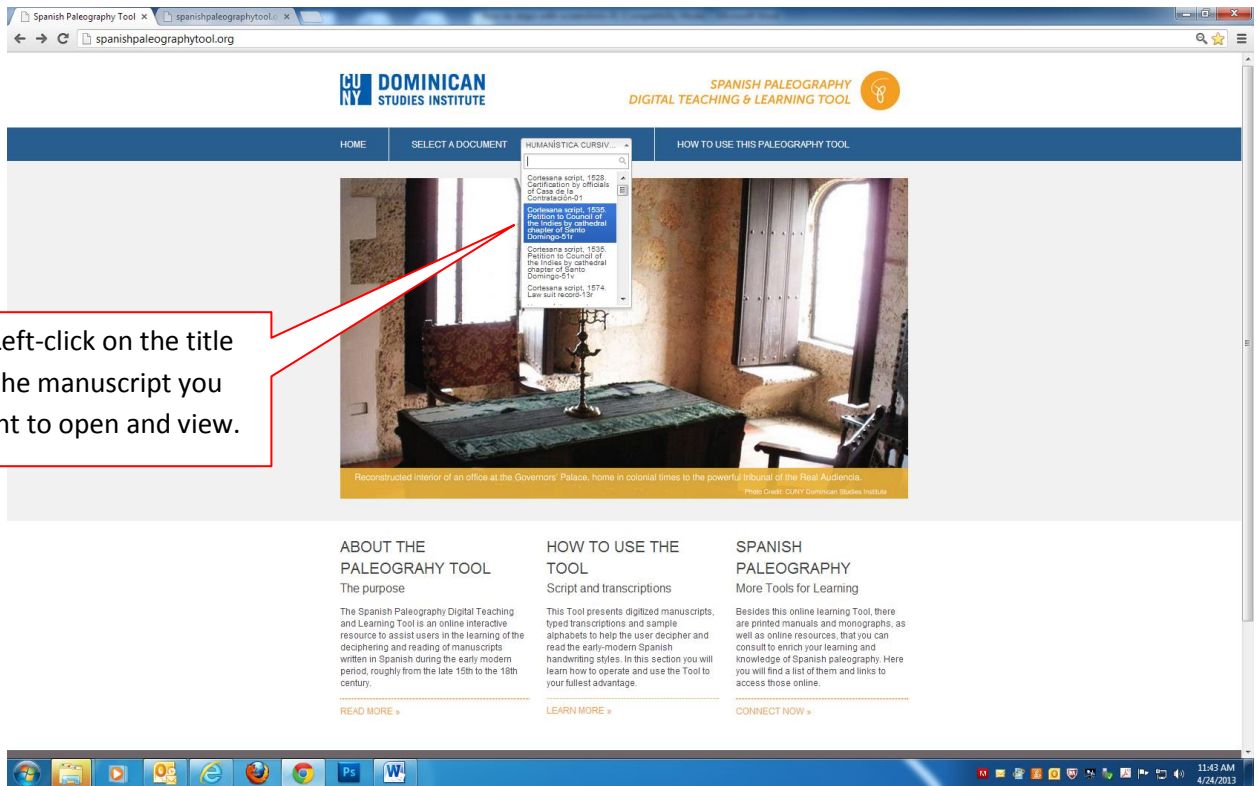 Spanish Paleography Tool
spanishpaleographytool.o
spanishpaleographytool.org
CU
NY
DOMINICAN
STUDIES INSTITUTE
SPANISH PALEOGRAPHY
DIGITAL TEACHING & LEARNING TOOL
HOME
SELECT A DOCUMENT
HUMANÍSTICA CURSIV...
HOW TO USE THIS PALEOGRAPHY TOOL
Cortesana script, 1528.
Certification by officials
of Casa de la
Contratación-01
Cortesana script, 1535.
Petition to Council of
the Indies by cathedral
chapter of Santo
Domingo-51r
Cortesana script, 1535.
Petition to Council of
the Indies by cathedral
chapter of Santo
Domingo-51v
Cortesana script, 1574.
Law suit record-13r
Left-click on the title
he manuscript you
nt to open and view.
Reconstructed interior of an office at the Governors' Palace, home in colonial times to the powerful tribunal of the Real Audiencia.
Photo Credit: CUNY Dominican Studies Institute
ABOUT THE
PALEOGRAHY TOOL
The purpose
The Spanish Paleography Digital Teaching
and Learning Tool is an online interactive
resource to assist users in the learning of the
deciphering and reading of manuscripts
written in Spanish during the early modern
period, roughly from the late 15th to the 18th
century.
READ MORE »
HOW TO USE THE
TOOL
Script and transcriptions
This Tool presents digitized manuscripts,
typed transcriptions and sample
alphabets to help the user decipher and
read the early-modern Spanish
handwriting styles. In this section you will
learn how to operate and use the Tool to
your fullest advantage.
LEARN MORE »
SPANISH
PALEOGRAPHY
More Tools for Learning
Besides this online learning Tool, there
are printed manuals and monographs, as
well as online resources, that you can
consult to enrich your learning and
knowledge of Spanish paleography. Here
you will find a list of them and links to
access those online.
CONNECT NOW »
Ps
W
11:43 AM
4/24/2013